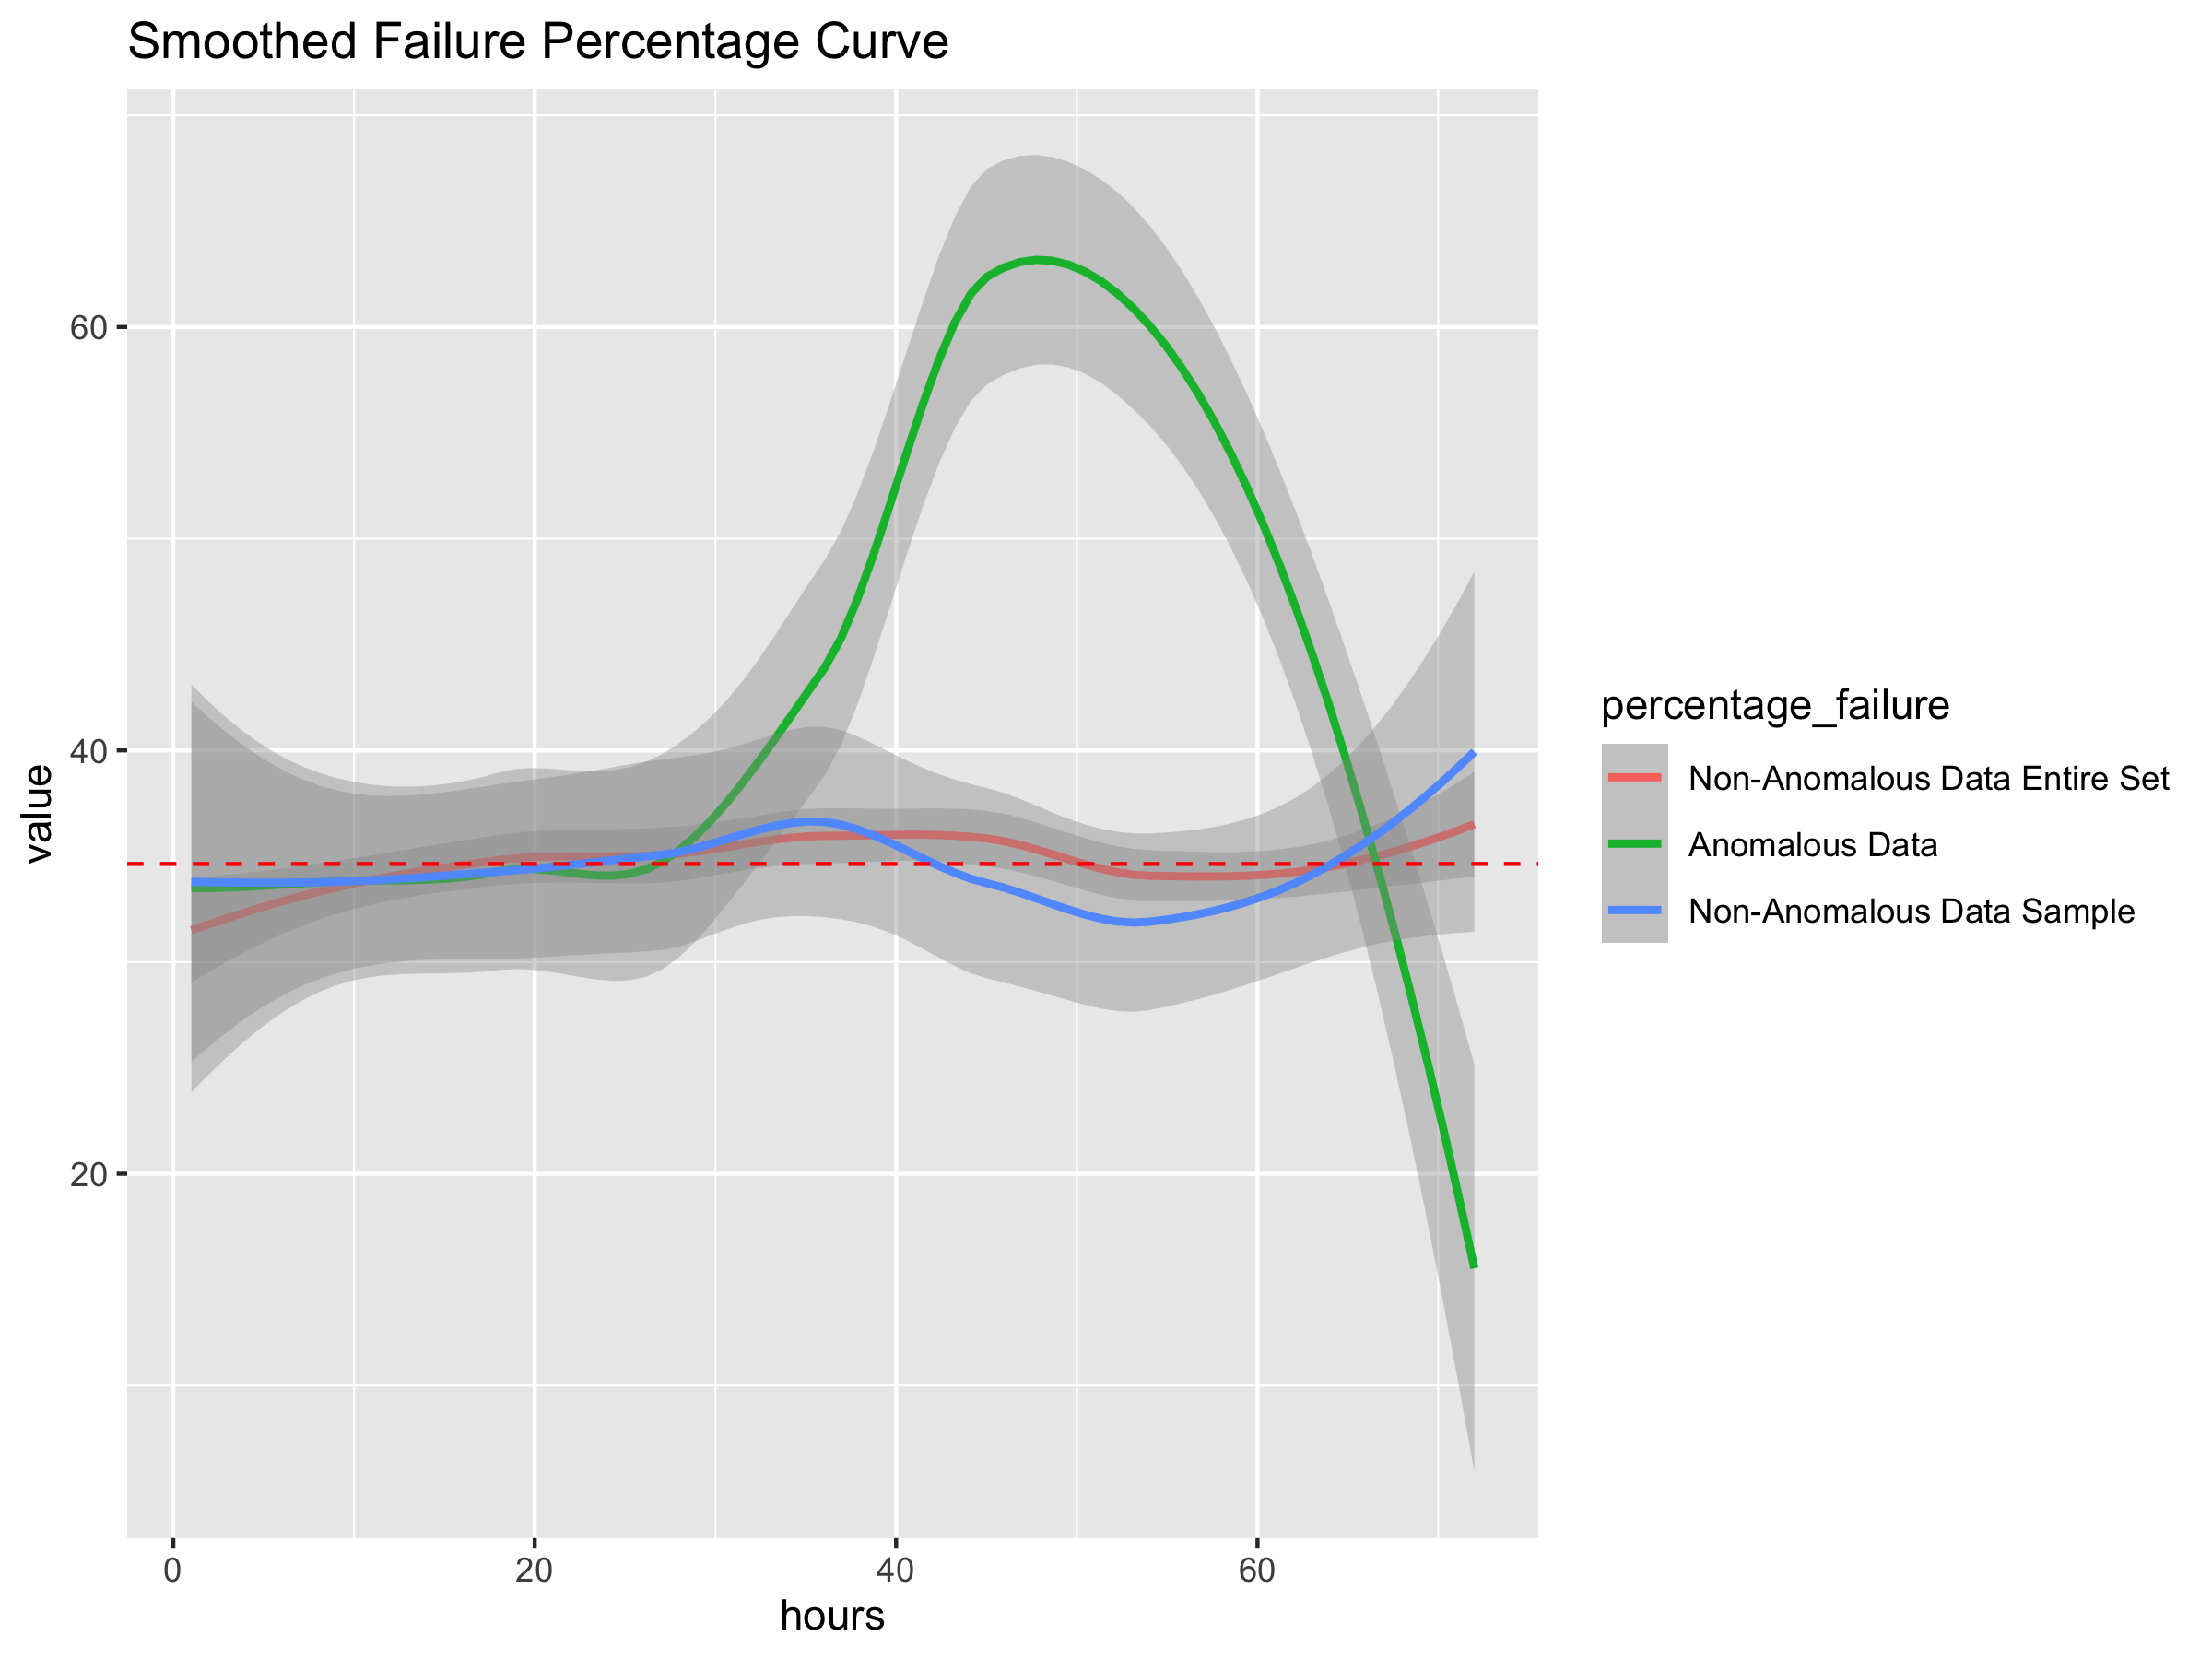 Smoothed Failure Percentage Curve
value
60
40
20
0
20
40
60
hours
percentage_failure
Non-Anomalous Data Entire Set
Anomalous Data
Non-Anomalous Data Sample